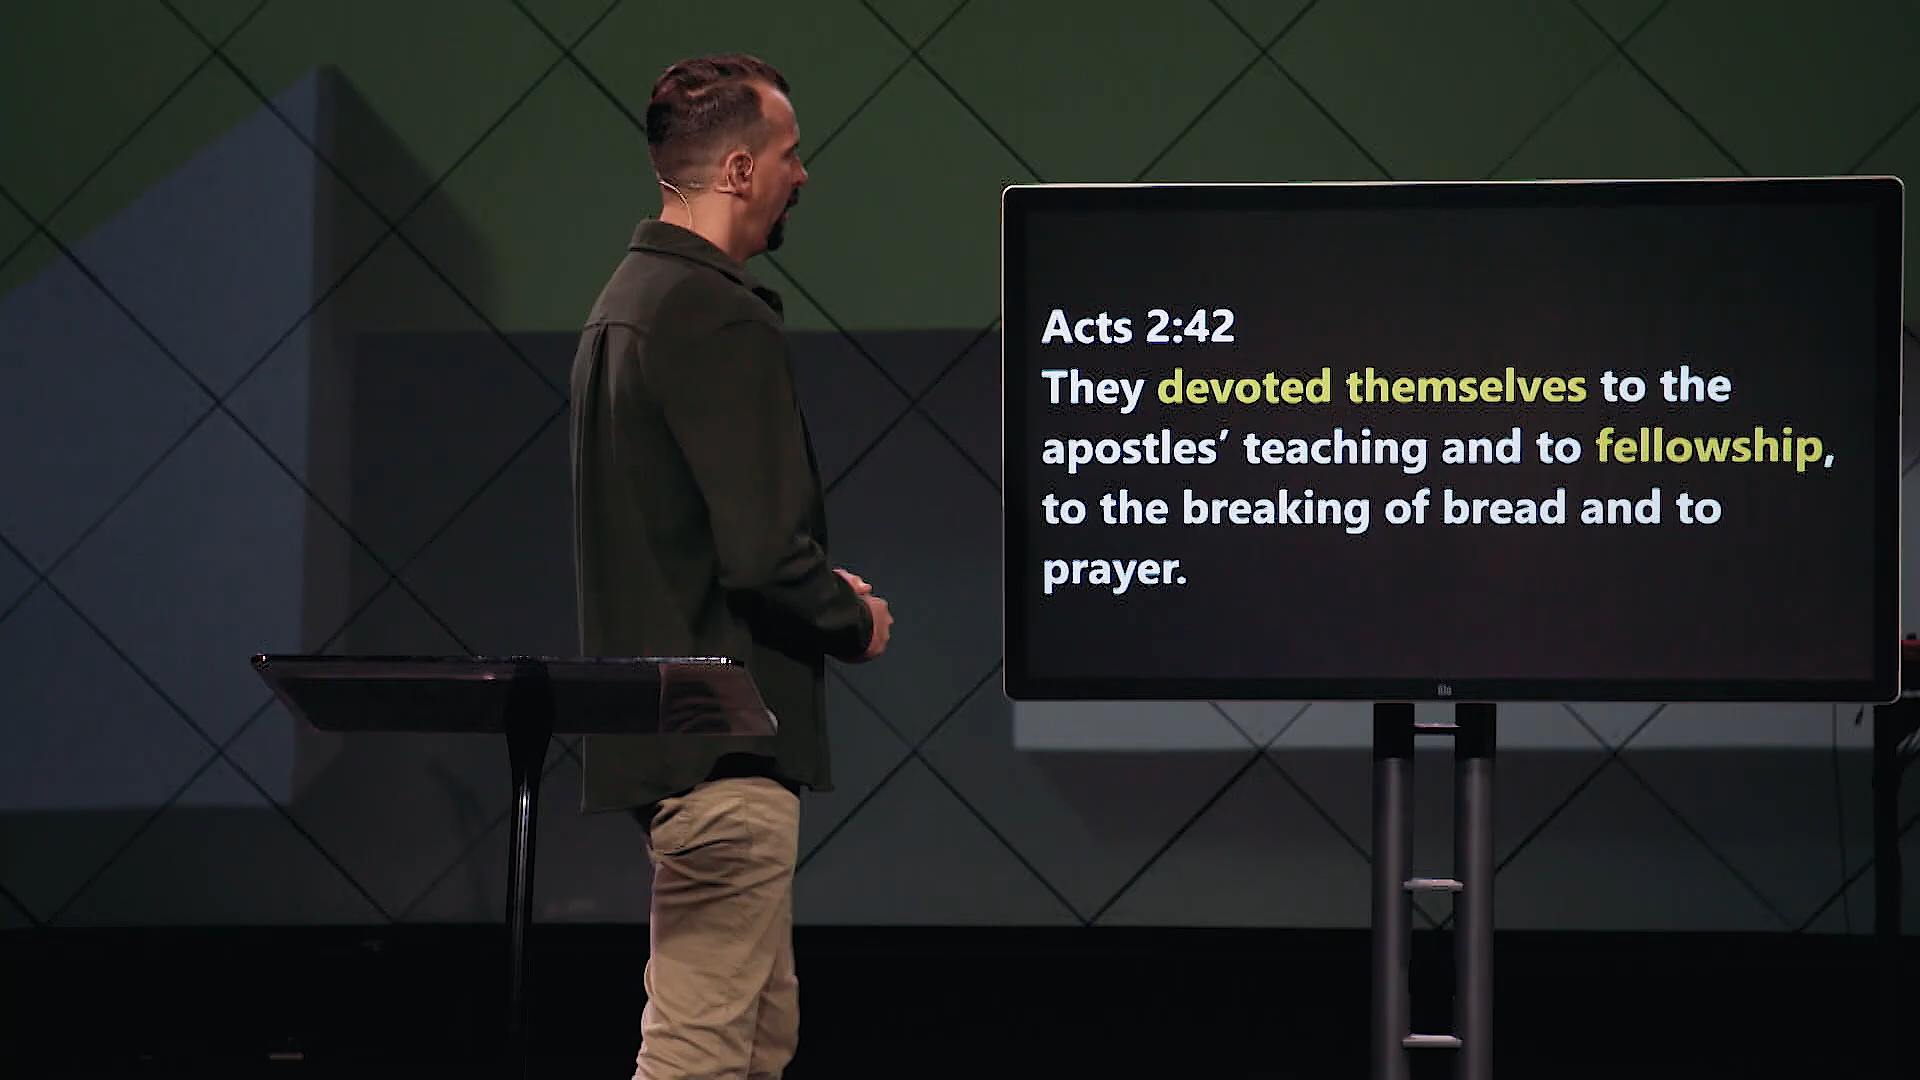 Acts 2:42
They devoted themselves to the
apostles’ teaching and to fellowship,
to the breaking of bread and to
prayer.